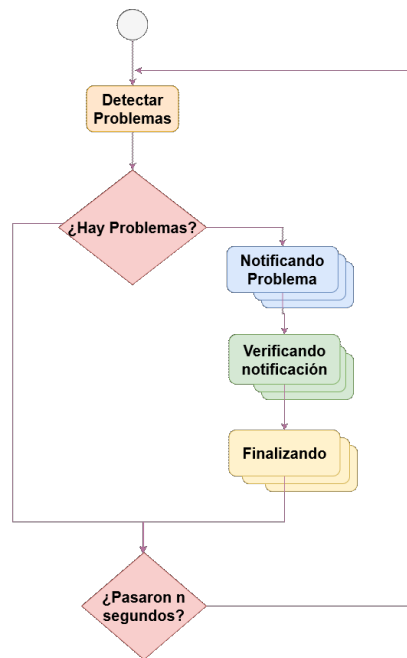 Detectar
Problemas
¿Hay Problemas?
Notificando
Problema
Verificando
notificación
Finalizando
¿Pasaron n
segundos?